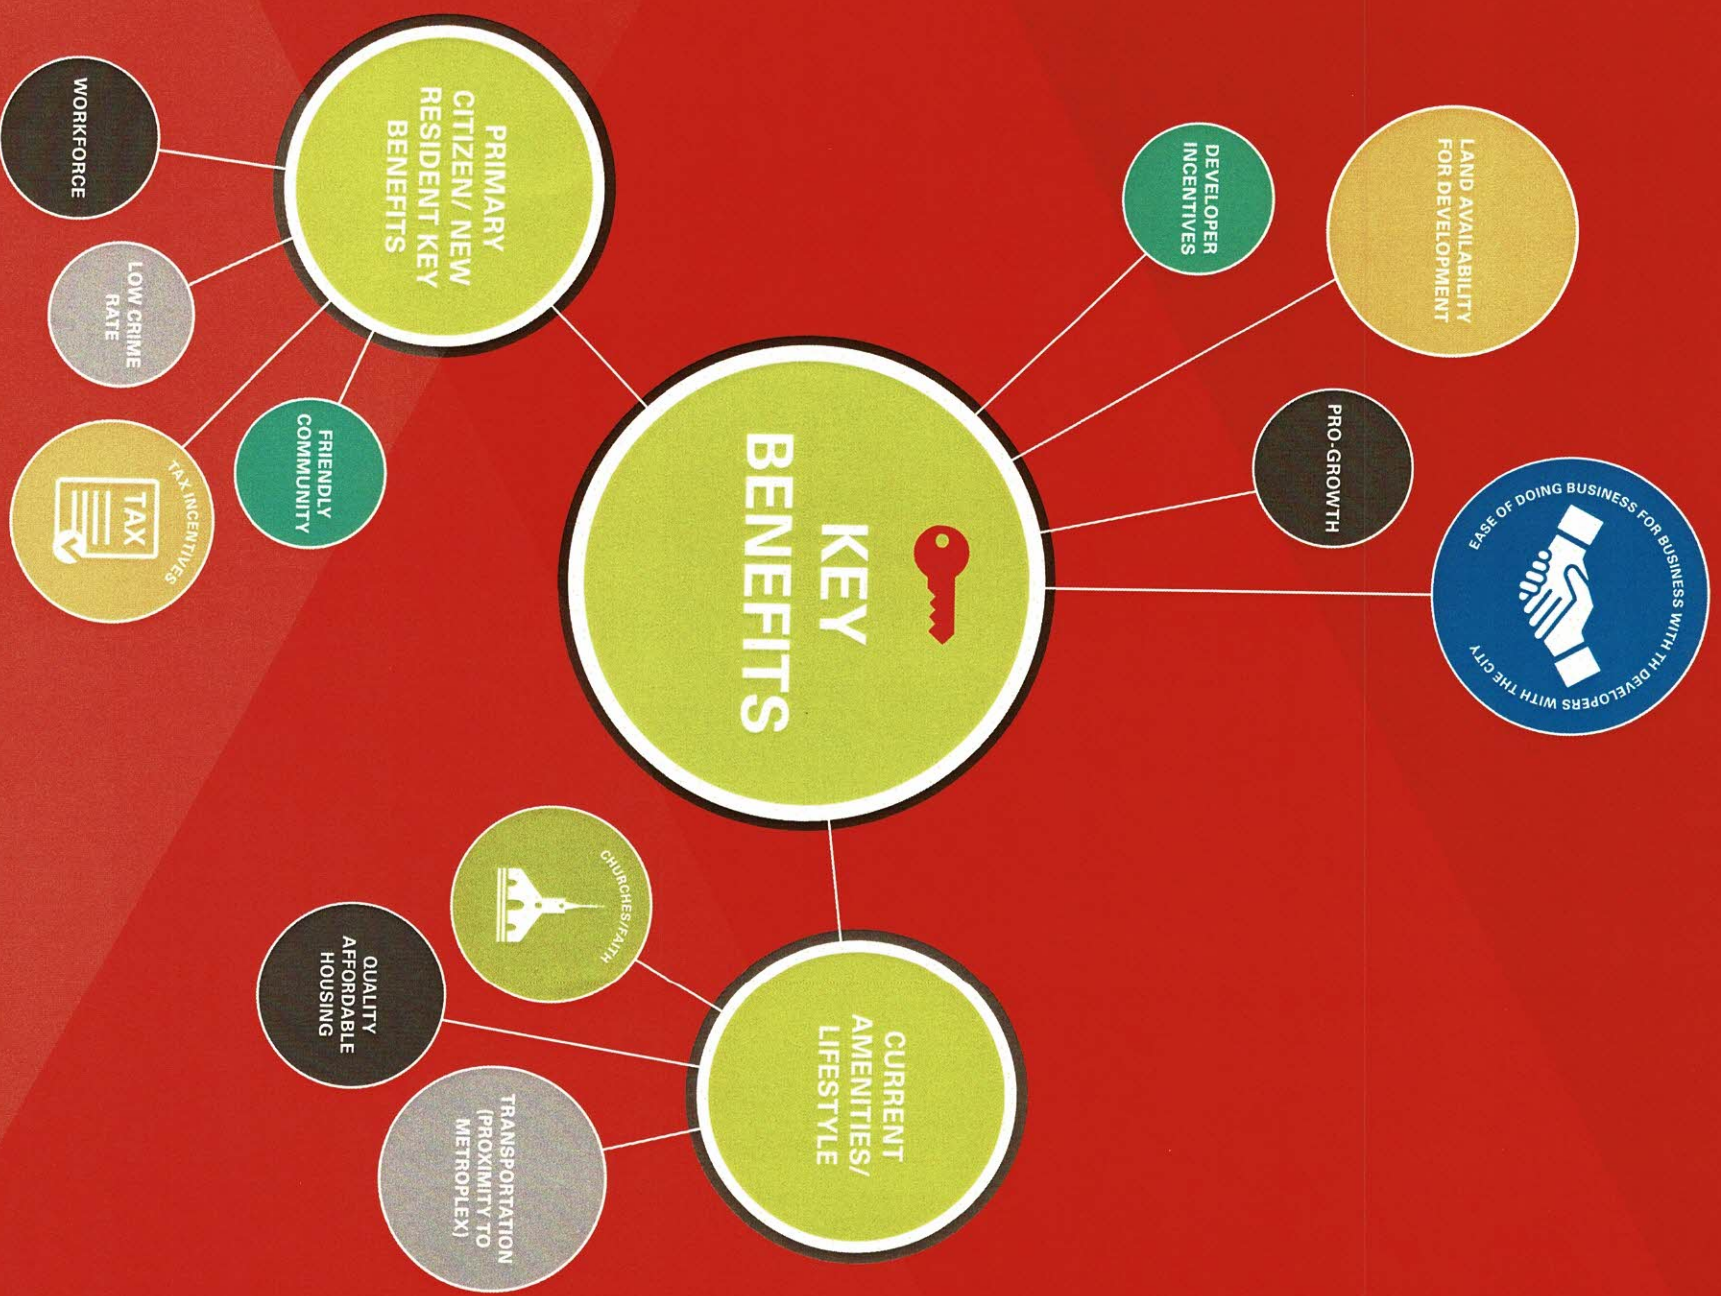 EASE OF DOING BUSINESS FOR BUSINESS WITH TH DEVELOPERS WITH THE CITY
LAND AVAILABILITY
FOR DEVELOPMENT
PRO-GROWTH
DEVELOPER
INCENTIVES
KEY
BENEFITS
CURRENT
AMENITIES/
LIFESTYLE
CHURCHES/FAITH
QUALITY
AFFORDABLE
HOUSING
TRANSPORTATION
(PROXIMITY TO
METROPLEX)
PRIMARY
CITIZEN/ NEW
RESIDENT KEY
BENEFITS
FRIENDLY
COMMUNITY
TAX INCENTIVES
TAX
LOW CRIME
RATE
WORKFORCE